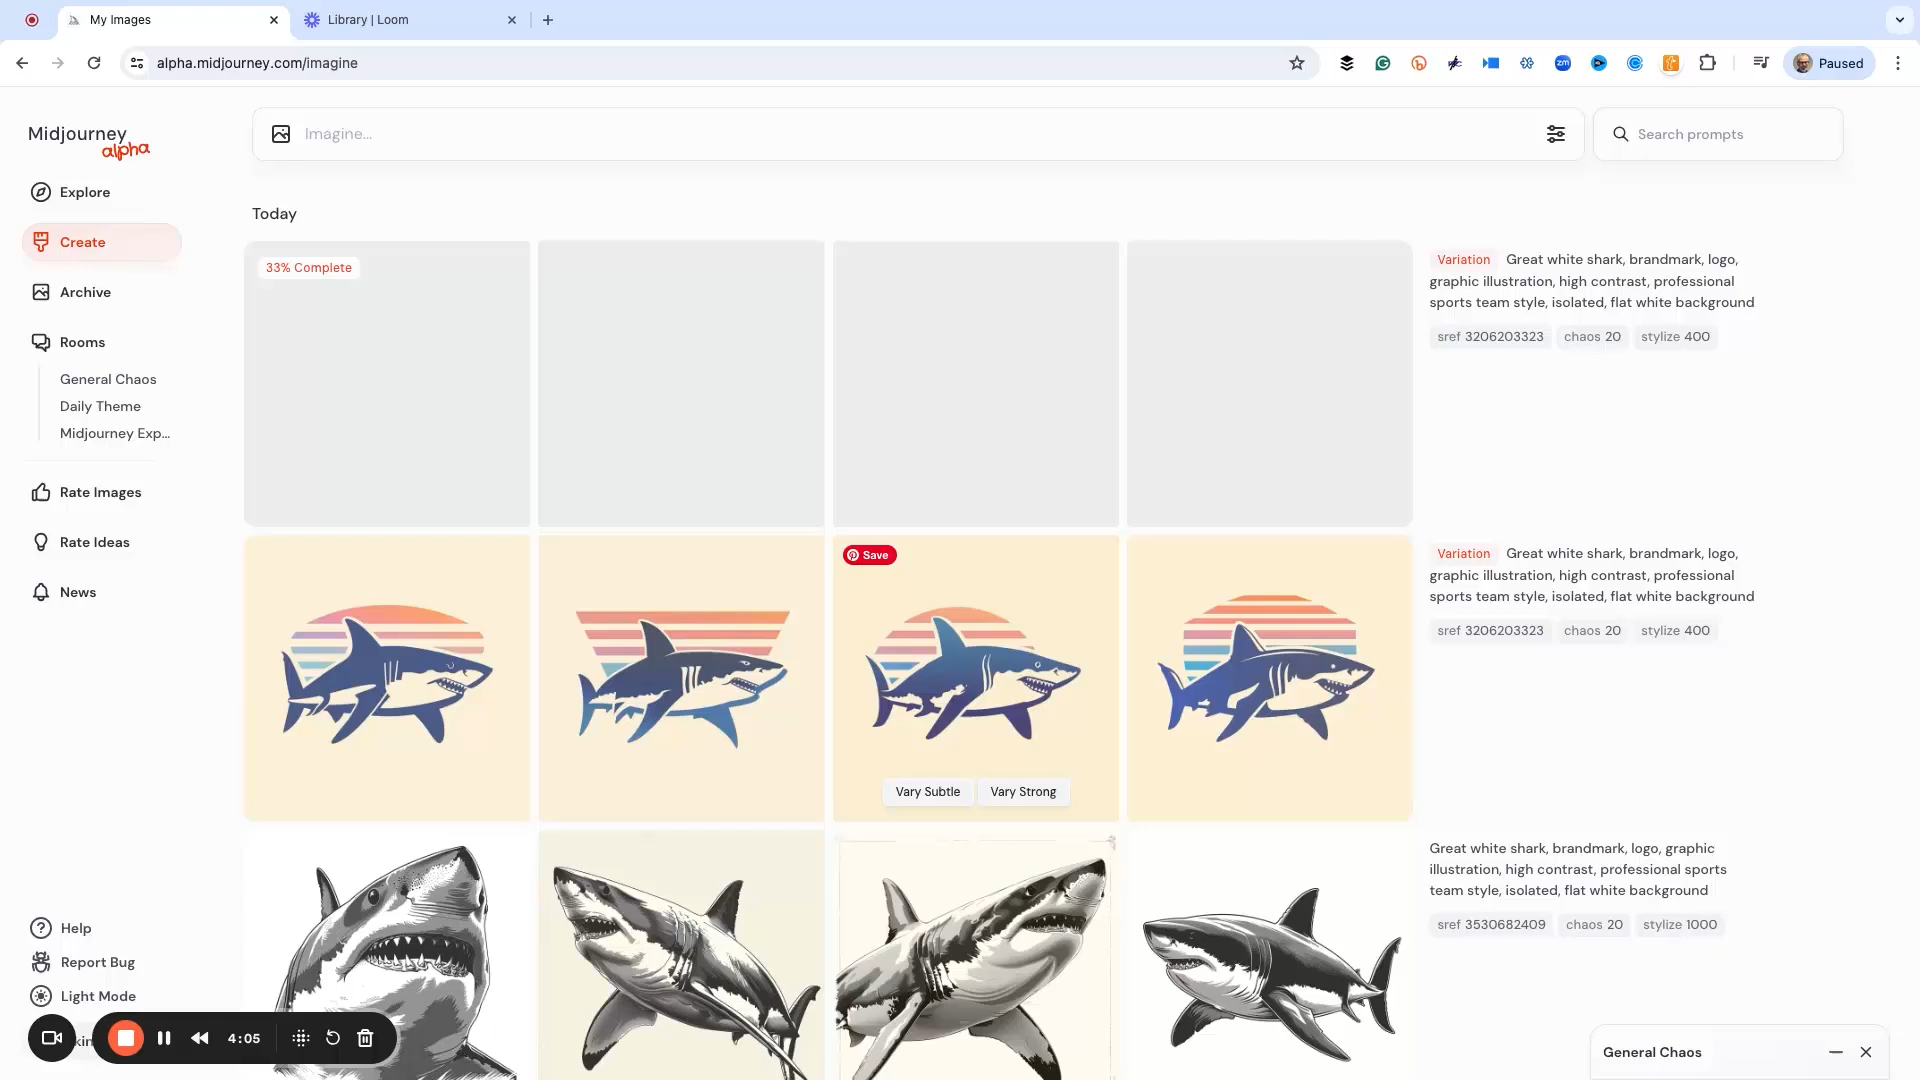 My Images
Library | Loom
alpha.midjourney.com/imagine
zm
Paused
Midjourney
alpha
Imagine...
Search prompts
Explore
Create
Archive
Rooms
General Chaos
Daily Theme
Midjourney Exp...
Rate Images
Rate Ideas
News
Help
Report Bug
Light Mode
4:05
Today
33% Complete
Variation Great white shark, brandmark, logo,
graphic illustration, high contrast, professional
sports team style, isolated, flat white background
sref 3206203323 chaos 20 stylize 400
Save
Vary Subtle Vary Strong
Variation Great white shark, brandmark, logo,
graphic illustration, high contrast, professional
sports team style, isolated, flat white background
sref 3206203323 chaos 20 stylize 400
Great white shark, brandmark, logo, graphic
illustration, high contrast, professional sports
team style, isolated, flat white background
sref 3530682409 chaos 20 stylize 1000
General Chaos